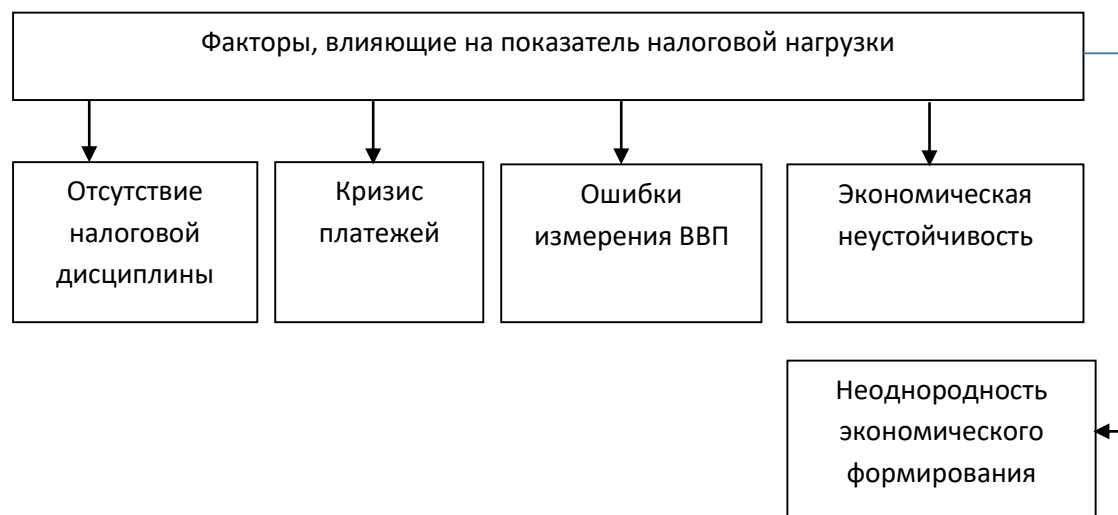 Факторы, влияющие на показатель налоговой нагрузки
Отсутствие
налоговой
дисциплины
Кризис
платежей
Ошибки
измерения ВВП
Экономическая
неустойчивость
Неоднородность
экономического
формирования